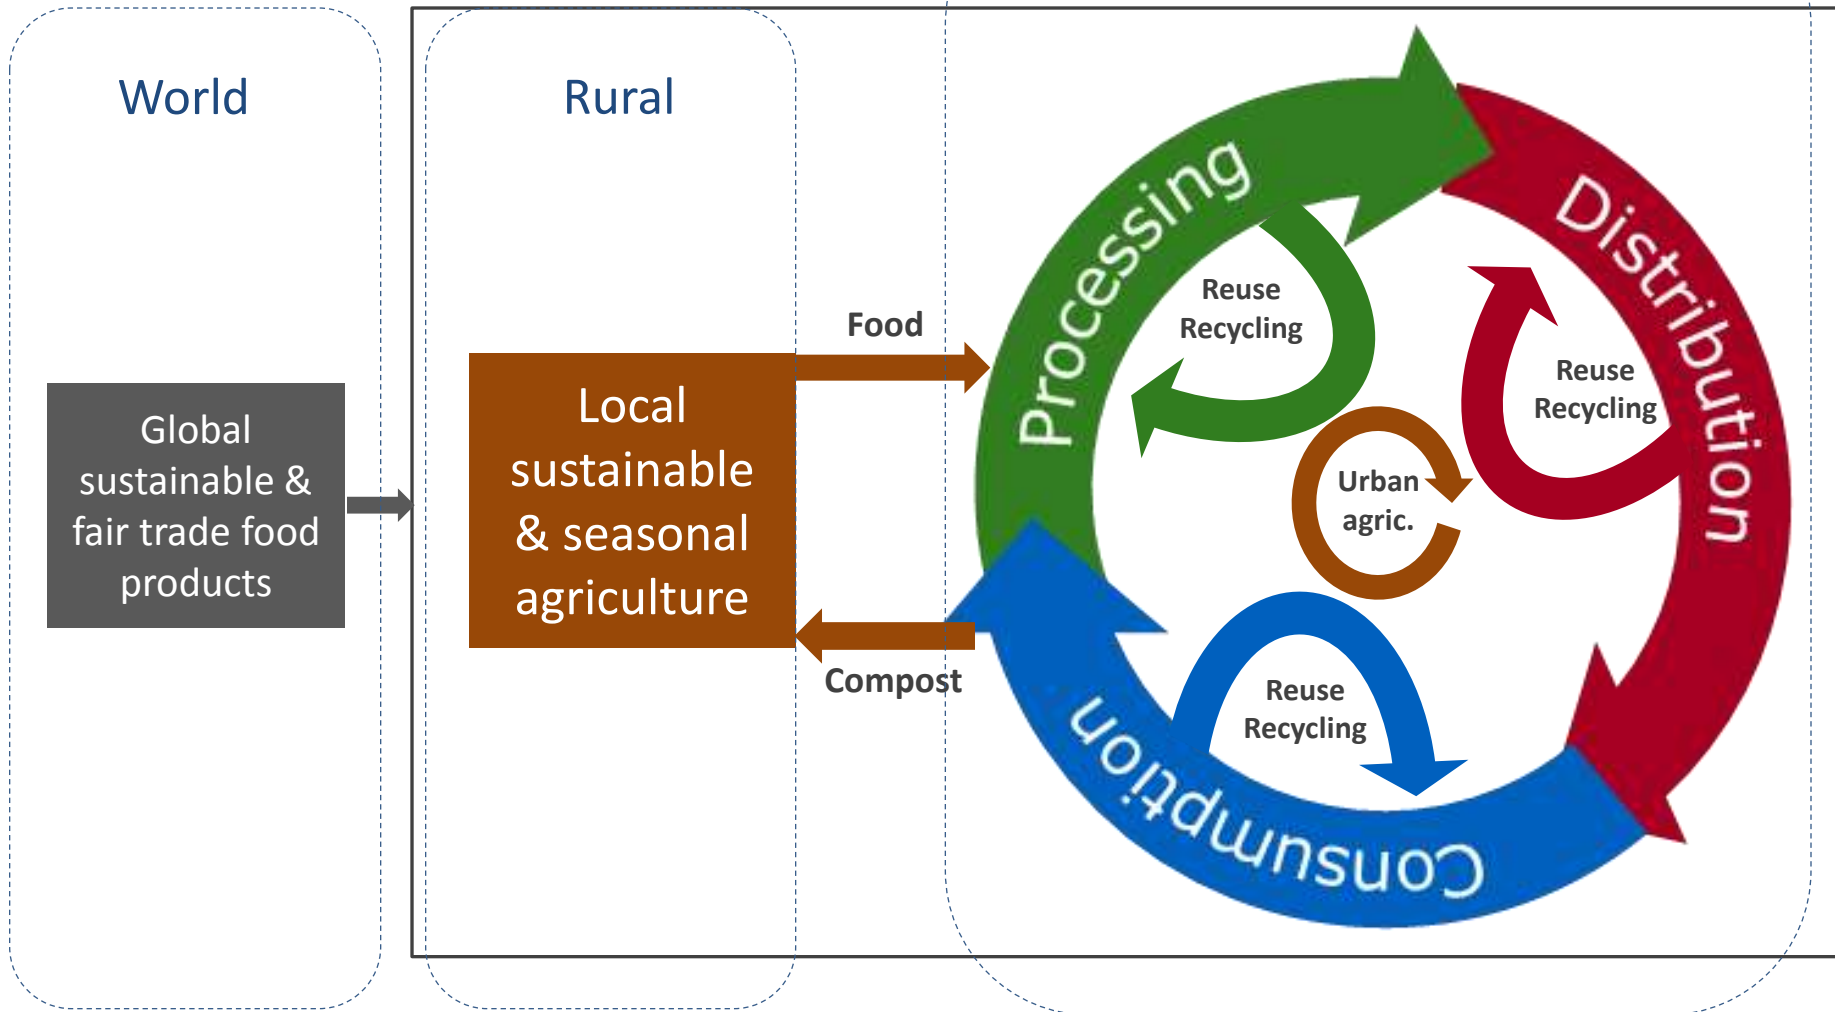 World
Global
sustainable &
fair trade food
products
Rural
Local
sustainable
& seasonal
agriculture
Food
Compost
Processing
Distribution
Consumption
Reuse
Recycling
Reuse
Recycling
Urban
agric.
Reuse
Recycling